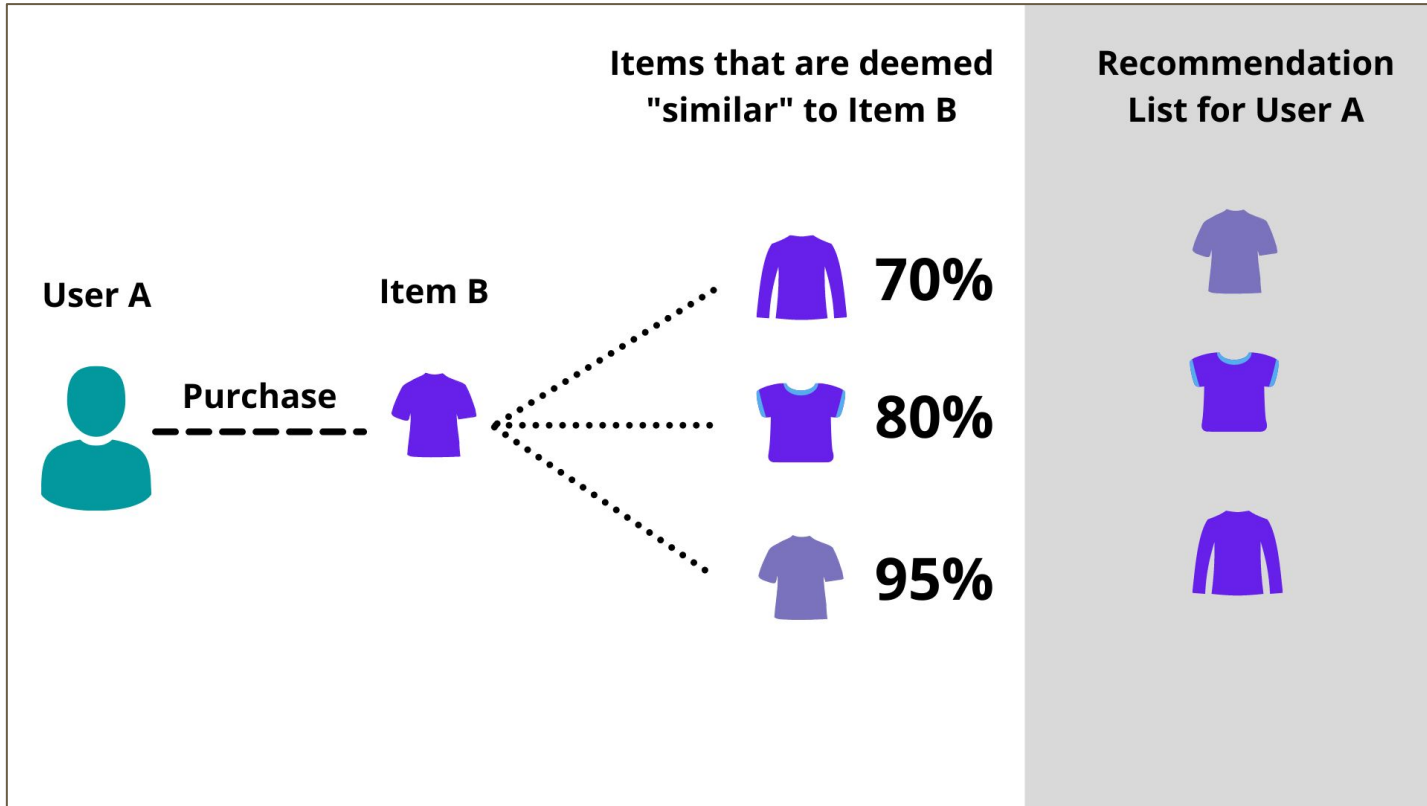 Items that are deemed
"similar" to Item B
Recommendation
List for User A
User A
Purchase
Item B
70%
80%
95%